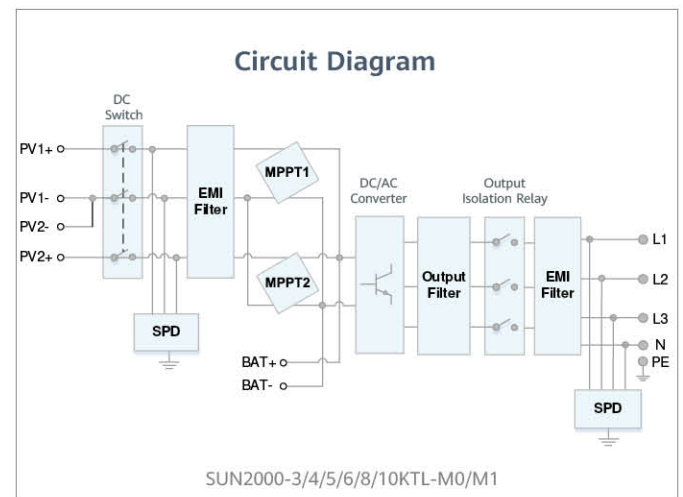 Circuit Diagram
DC
Switch
PV1+
PV1-
PV2-
PV2+
EMI
Filter
MPPT1
MPPT2
SPD
BAT+
BAT-
DC/AC
Converter
Output
Filter
Output
Isolation Relay
EMI
Filter
L1
L2
L3
N
PE
SPD
SUN2000-3/4/5/6/8/10KTL-M0/M1